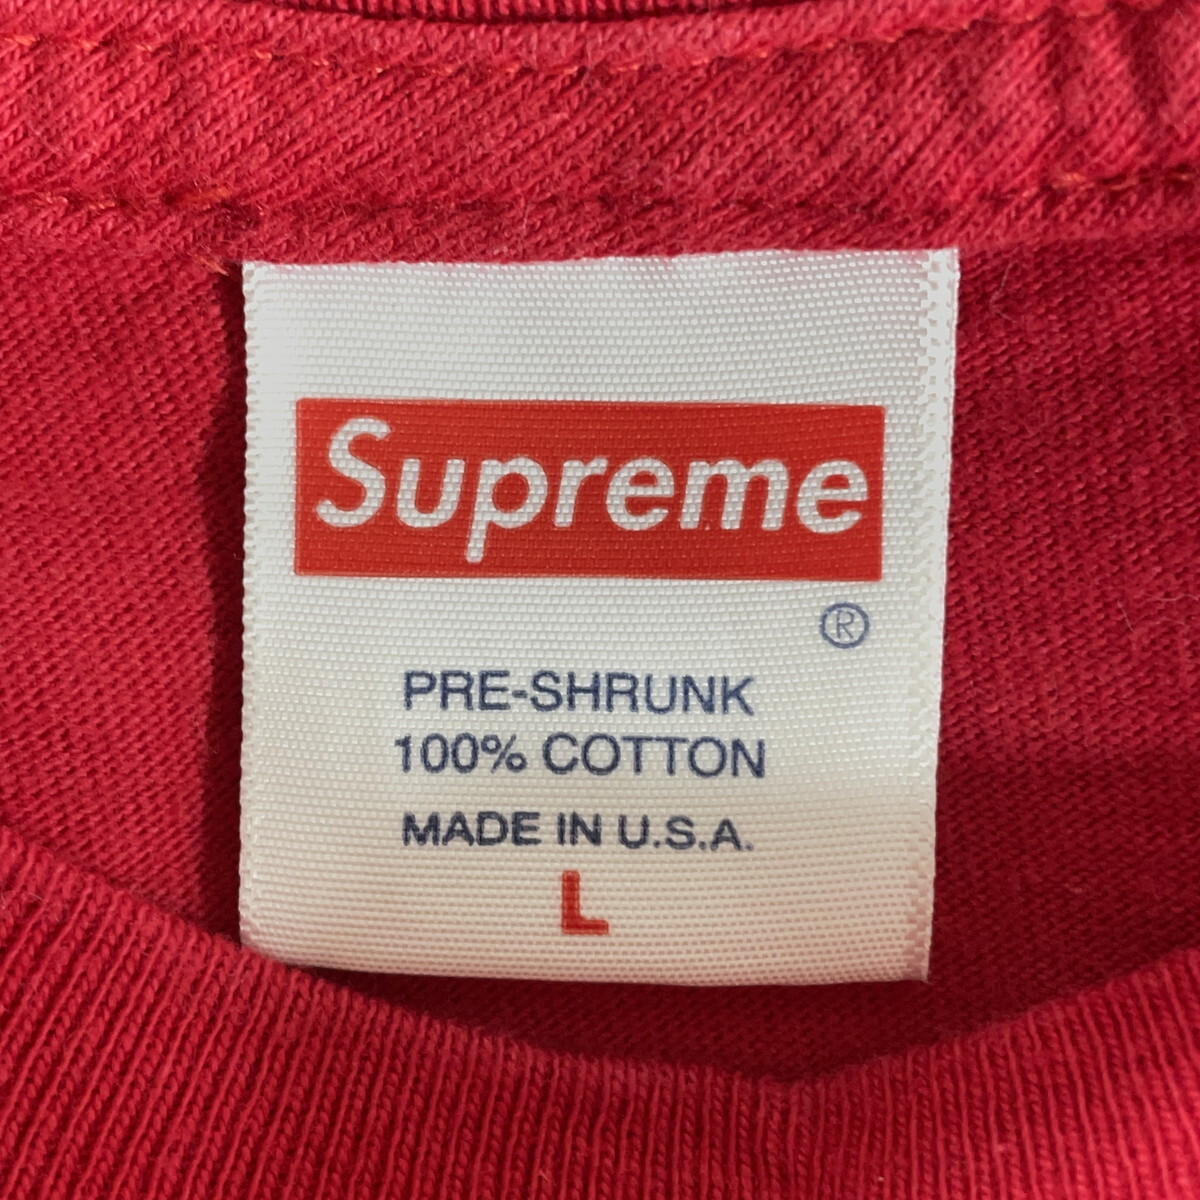 Supreme
®
PRE-SHRUNK
100% COTTON
MADE IN U.S.A.
L